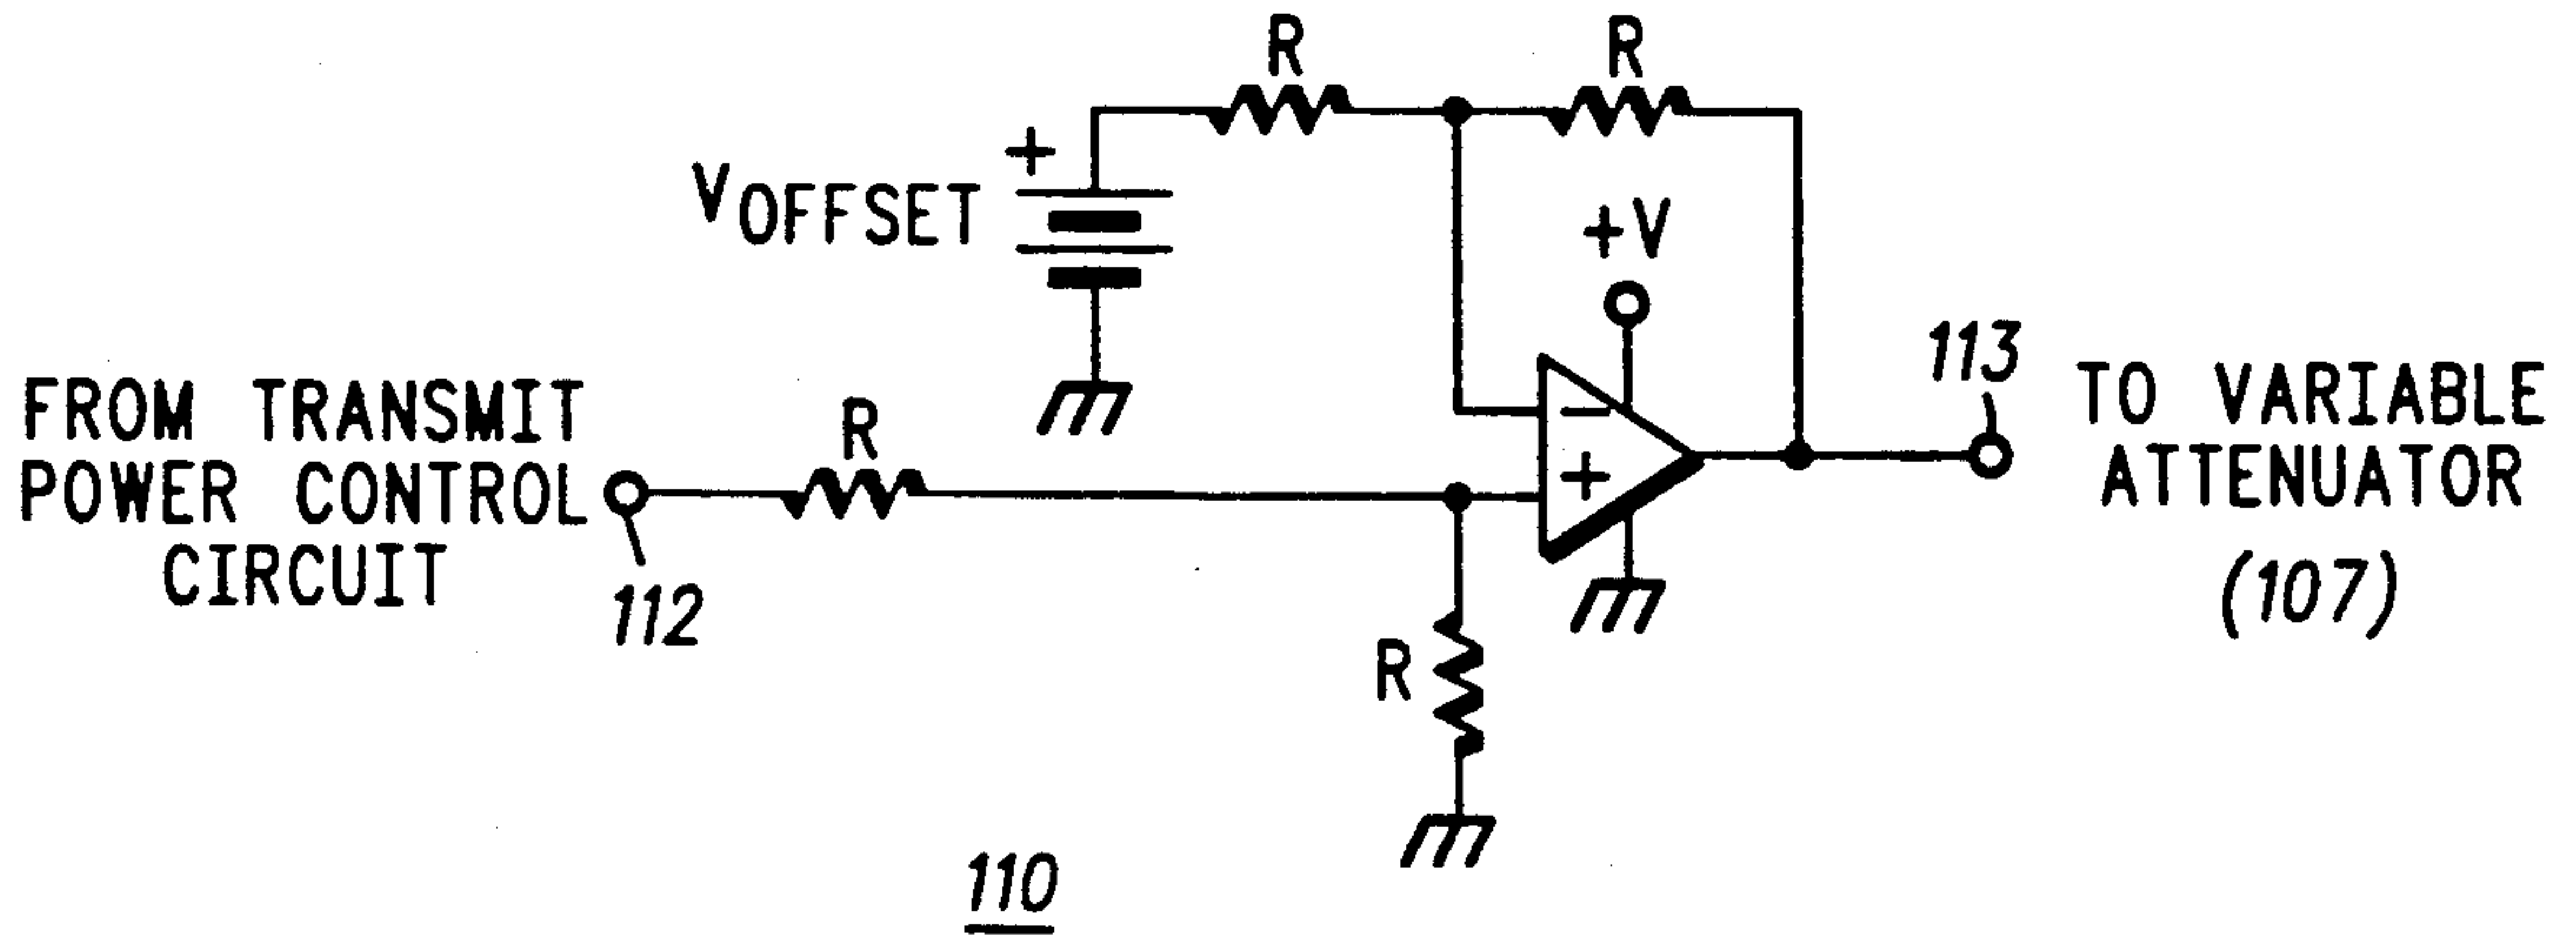 R
R
+
VOFFSET
+V
FROM TRANSMIT
POWER CONTROL
CIRCUIT
112
R
−
+
113
TO VARIABLE
ATTENUATOR
(107)
R
110